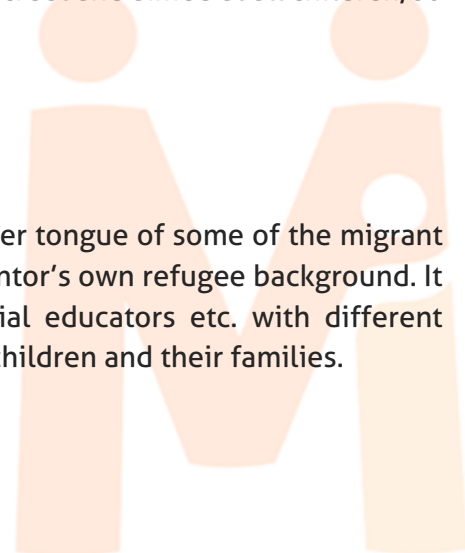 er tongue of some of the migrant
ntor's own refugee background. It
ial educators etc. with different
children and their families.